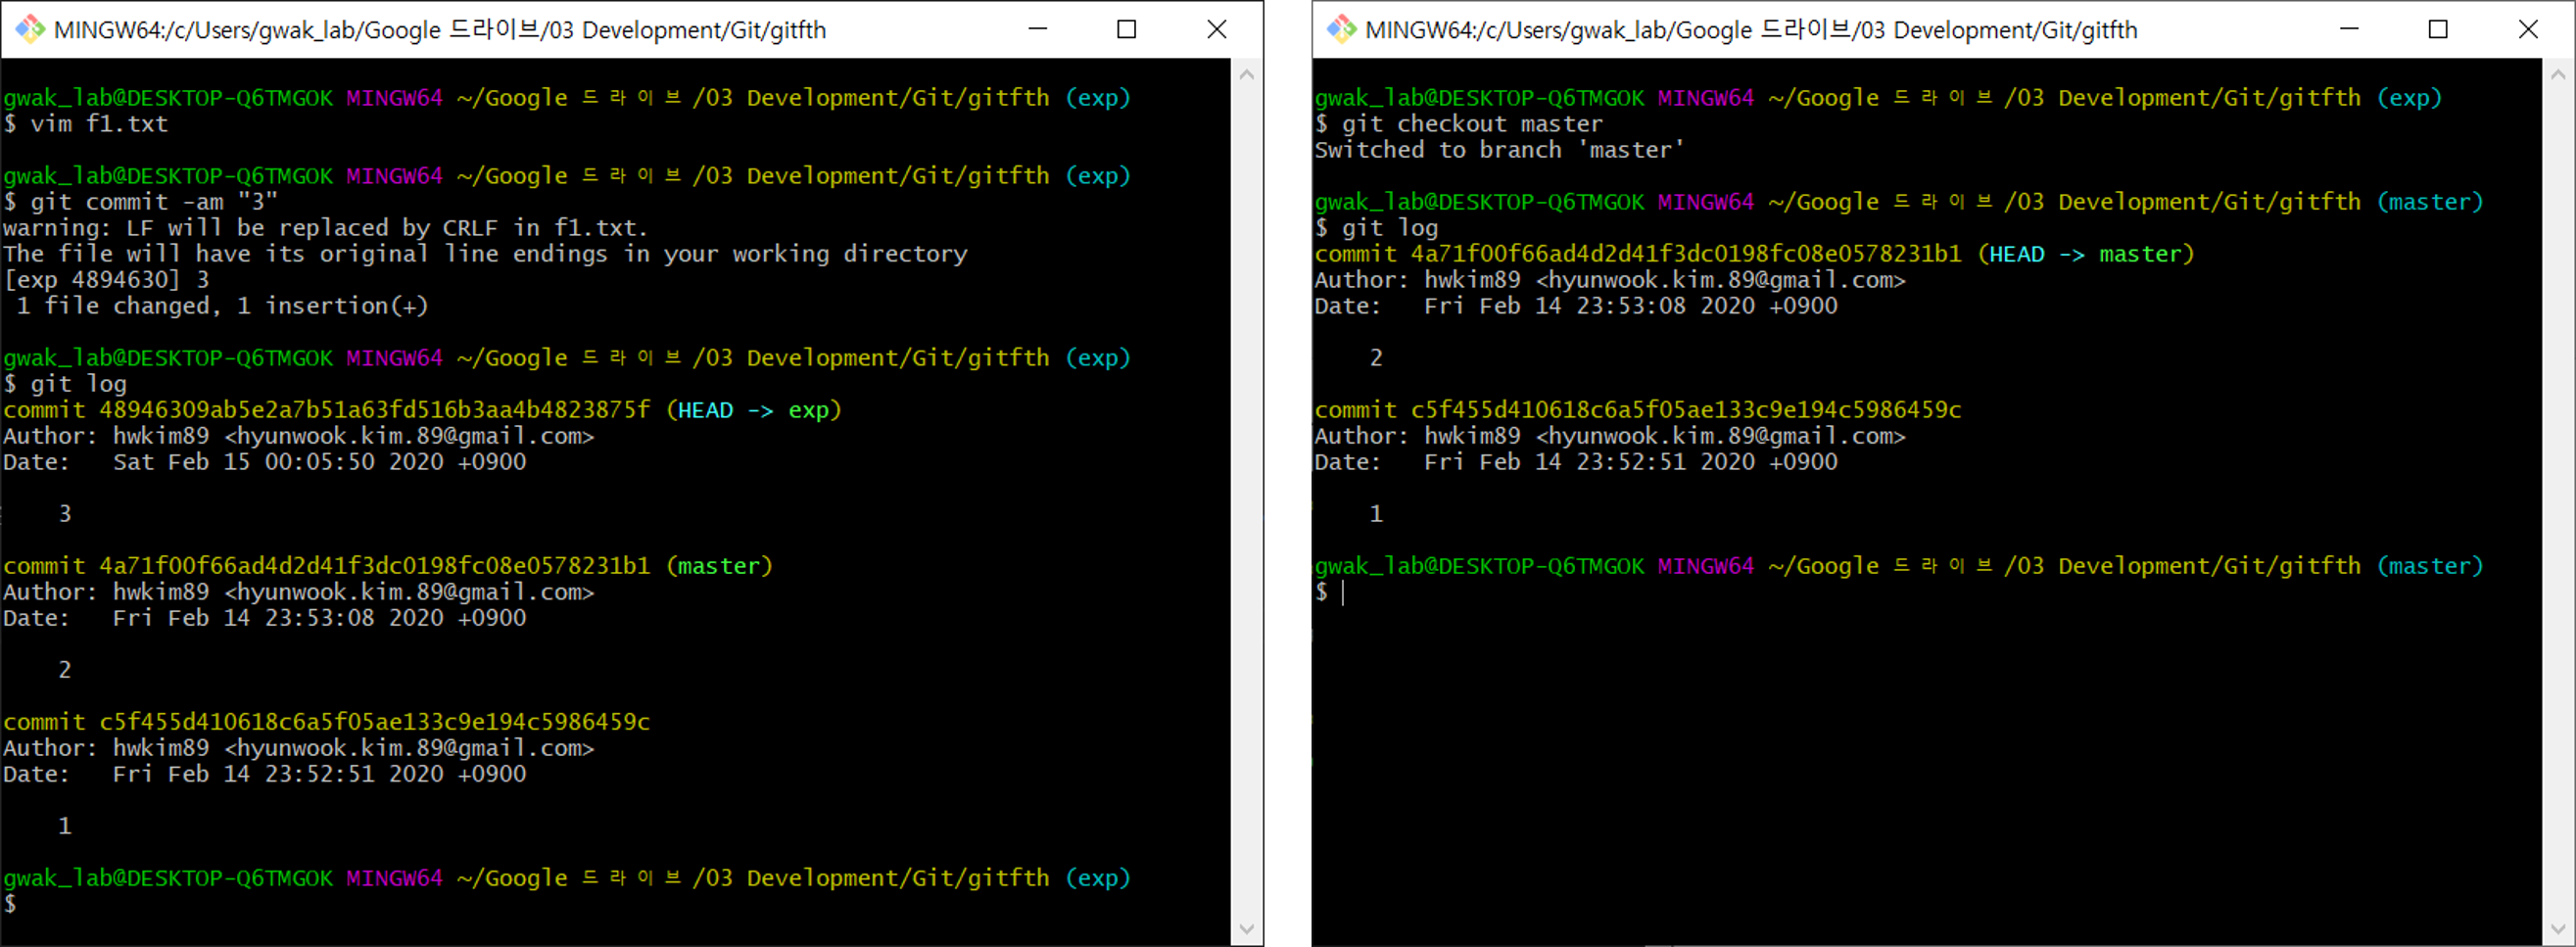 MINGW64:/c/Users/gwak_lab/Google 드라이브/03 Development/Git/gitfth
gwak_lab@DESKTOP-Q6TMGOK MINGW64 ~/Google 드라이브/03 Development/Git/gitfth (exp)
$ vim f1.txt
gwak_lab@DESKTOP-Q6TMGOK MINGW64 ~/Google 드라이브/03 Development/Git/gitfth (exp)
$ git commit -am "3"
warning: LF will be replaced by CRLF in f1.txt.
The file will have its original line endings in your working directory
[exp 4894630] 3
 1 file changed, 1 insertion(+)
gwak_lab@DESKTOP-Q6TMGOK MINGW64 ~/Google 드라이브/03 Development/Git/gitfth (exp)
$ git log
commit 48946309ab5e2a7b51a63fd516b3aa4b4823875f (HEAD -> exp)
Author: hwkim89 <hyunwook.kim.89@gmail.com>
Date:   Sat Feb 15 00:05:50 2020 +0900
    3
commit 4a71f00f66ad4d2d41f3dc0198fc08e0578231b1 (master)
Author: hwkim89 <hyunwook.kim.89@gmail.com>
Date:   Fri Feb 14 23:53:08 2020 +0900
    2
commit c5f455d410618c6a5f05ae133c9e194c5986459c
Author: hwkim89 <hyunwook.kim.89@gmail.com>
Date:   Fri Feb 14 23:52:51 2020 +0900
    1
gwak_lab@DESKTOP-Q6TMGOK MINGW64 ~/Google 드라이브/03 Development/Git/gitfth (exp)
$
MINGW64:/c/Users/gwak_lab/Google 드라이브/03 Development/Git/gitfth
gwak_lab@DESKTOP-Q6TMGOK MINGW64 ~/Google 드라이브/03 Development/Git/gitfth (exp)
$ git checkout master
Switched to branch 'master'
gwak_lab@DESKTOP-Q6TMGOK MINGW64 ~/Google 드라이브/03 Development/Git/gitfth (master)
$ git log
commit 4a71f00f66ad4d2d41f3dc0198fc08e0578231b1 (HEAD -> master)
Author: hwkim89 <hyunwook.kim.89@gmail.com>
Date:   Fri Feb 14 23:53:08 2020 +0900
    2
commit c5f455d410618c6a5f05ae133c9e194c5986459c
Author: hwkim89 <hyunwook.kim.89@gmail.com>
Date:   Fri Feb 14 23:52:51 2020 +0900
    1
gwak_lab@DESKTOP-Q6TMGOK MINGW64 ~/Google 드라이브/03 Development/Git/gitfth (master)
$